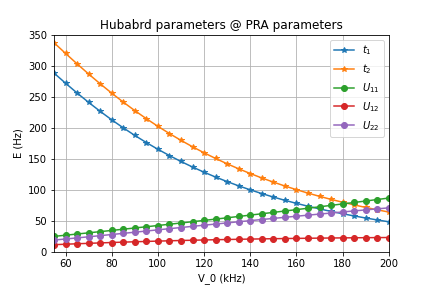 Hubabrd parameters @ PRA parameters
350
300
250
200
150
100
50
0
E (Hz)
t1
t2
U11
U12
U22
60 80 100 120 140 160 180 200
V_0 (kHz)